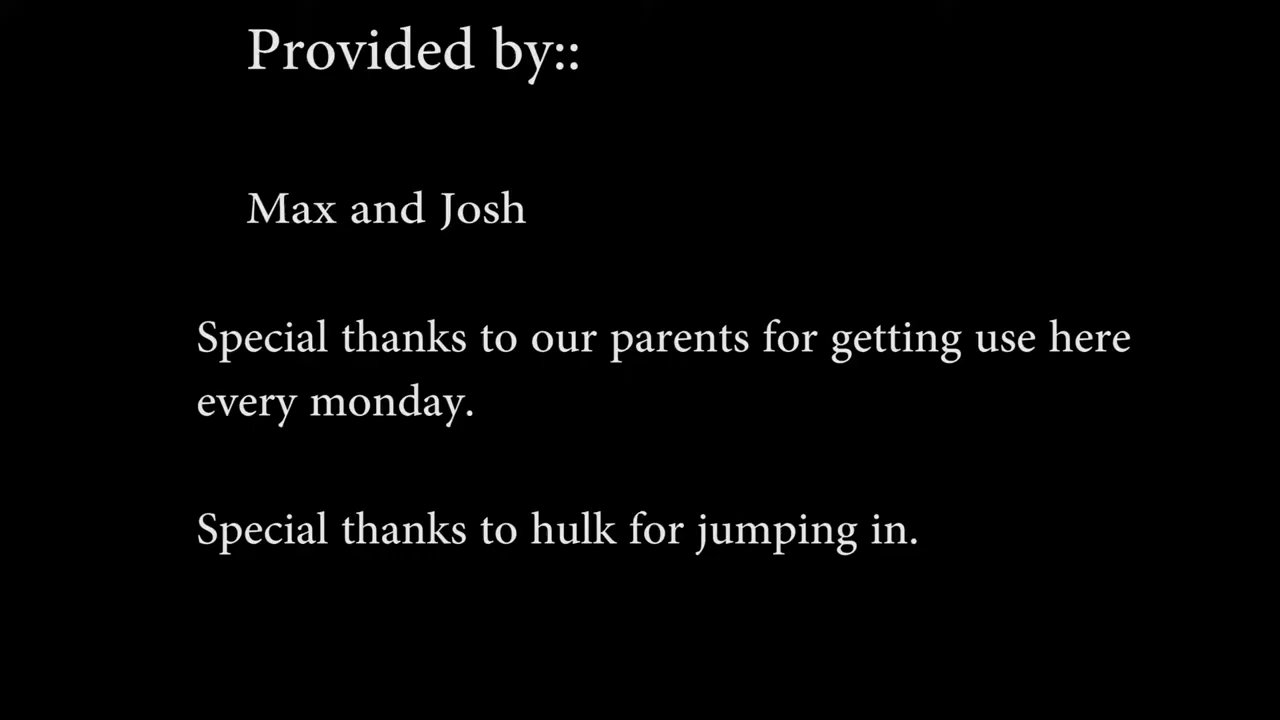 Provided by::
Max and Josh
Special thanks to our parents for getting use here
every monday.
Special thanks to hulk for jumping in.